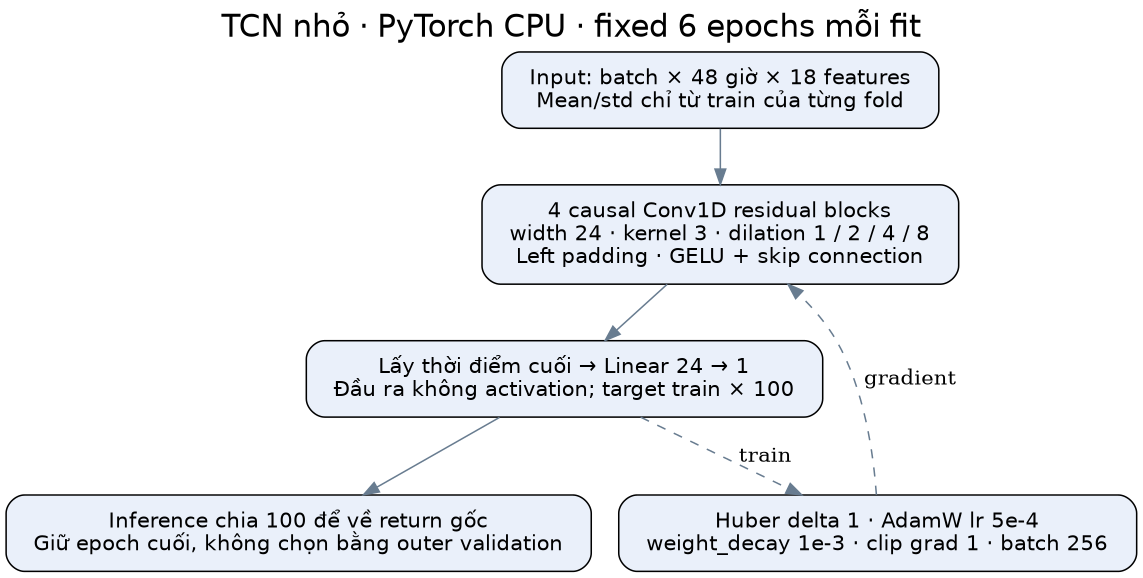 TCN nhỏ · PyTorch CPU · fixed 6 epochs mỗi fit
Input: batch × 48 giờ × 18 features
Mean/std chỉ từ train của từng fold
4 causal Conv1D residual blocks
width 24 · kernel 3 · dilation 1 / 2 / 4 / 8
Left padding · GELU + skip connection
Lấy thời điểm cuối → Linear 24 → 1
Đầu ra không activation; target train × 100
gradient
train
Inference chia 100 để về return gốc
Giữ epoch cuối, không chọn bằng outer validation
Huber delta 1 · AdamW lr 5e-4
weight_decay 1e-3 · clip grad 1 · batch 256